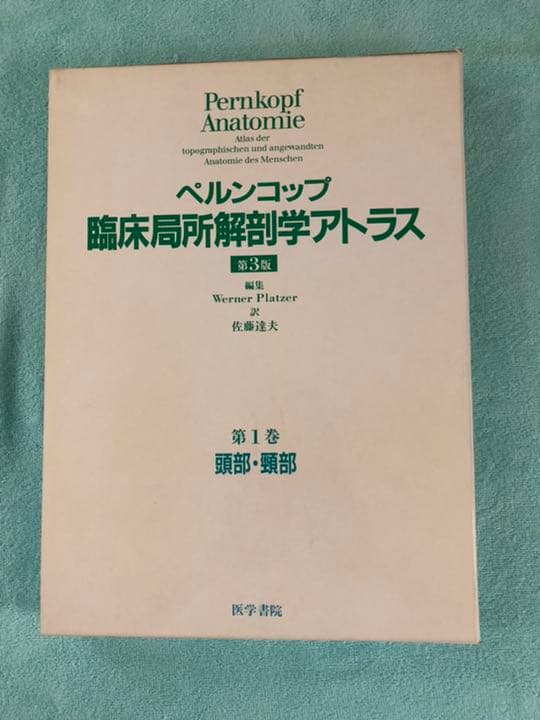 Pernkopf
Anatomie
Atlas der
topographischen und angewandten
Anatomie des Menschen
ペルンコップ
臨床局所解剖学アトラス
第3版
編集
Werner Platzer
訳
佐藤達夫
第1巻
頭部・頸部
医学書院